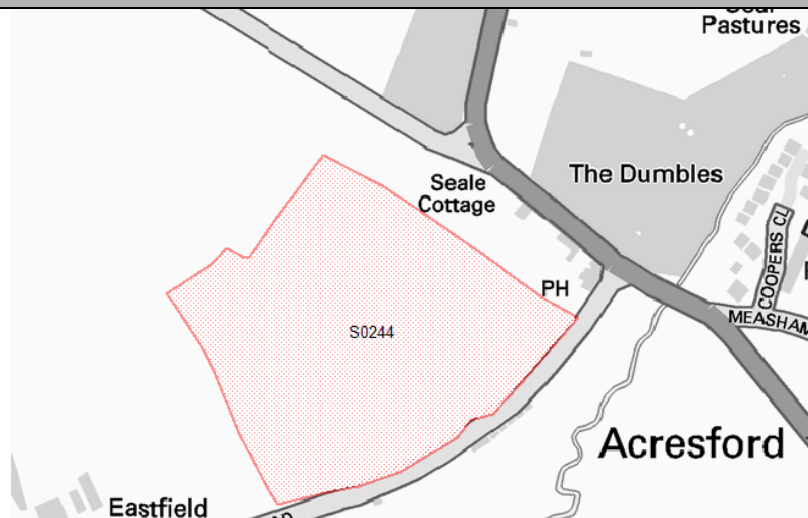 Pastures
The Dumbles
Seale
Cottage
COOPERS CL
PH
MEASHAM
S0244
Acresford
Eastfield